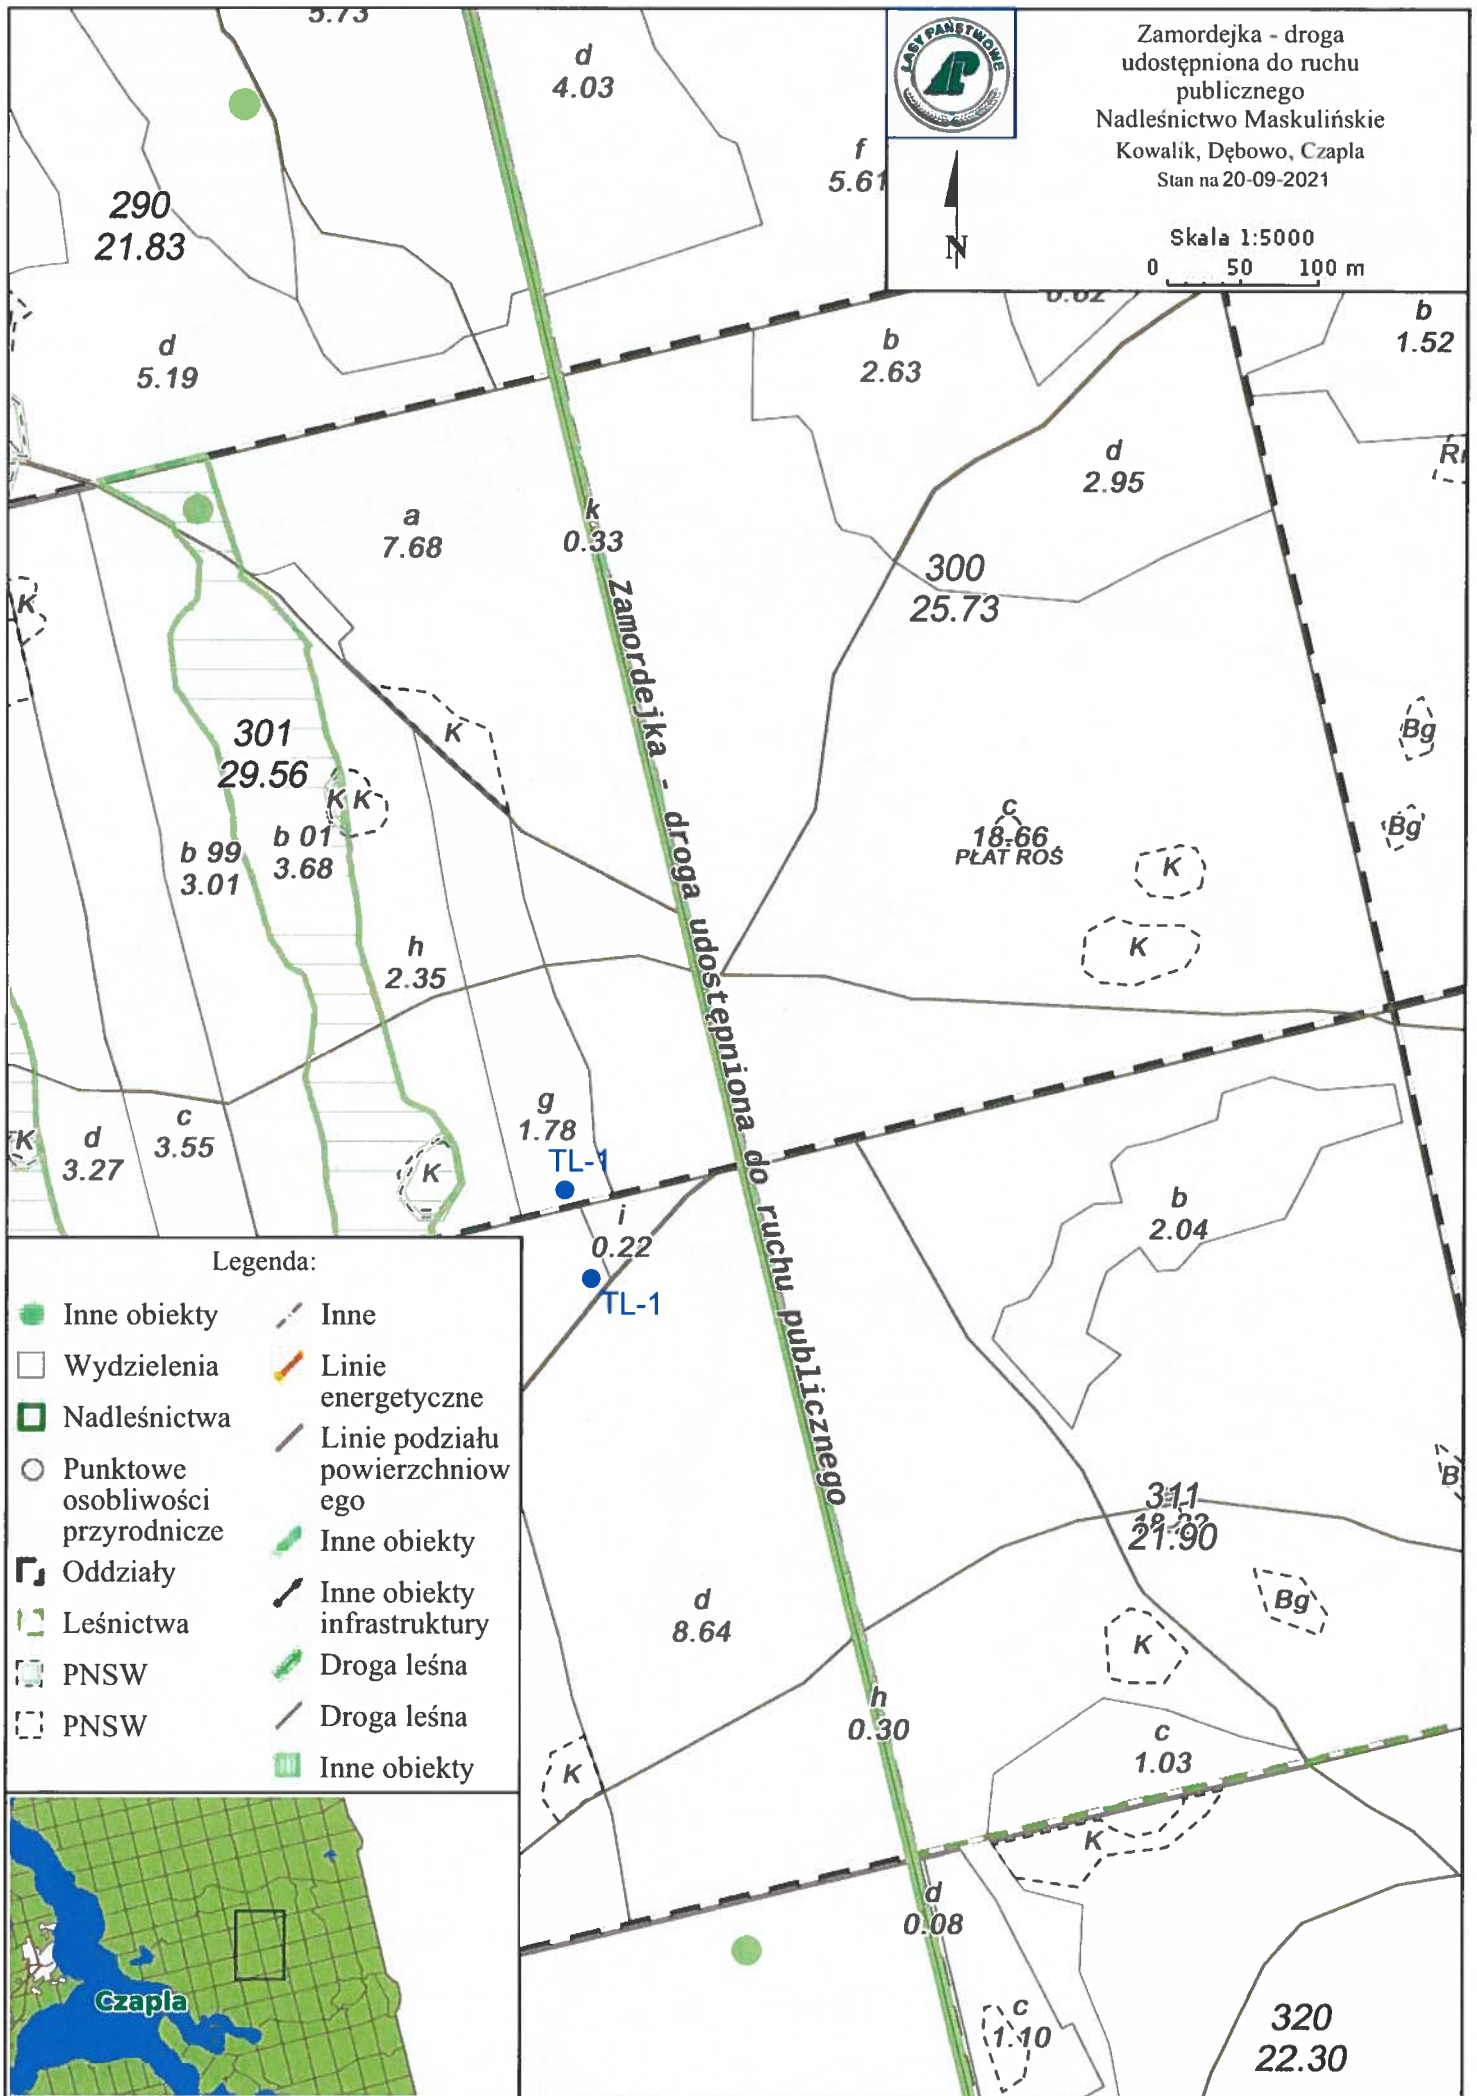 5.73
d
4.03
f
5.61
LASY PAŃSTWOWE
Zamordejka - droga
udostępniona do ruchu
publicznego
Nadleśnictwo Maskulińskie
Kowalik, Dębowo, Czapla
Stan na 20-09-2021
N
Skala 1:5000
0 50 100 m
290
21.83
d
5.19
b
2.63
0.62
b
1.52
d
2.95
a
7.68
k
0.33
300
25.73
K
Zamordejka - droga udostępniona do ruchu publicznego
K
301
29.56
K K
Bg
Bg
c
18.66
PŁAT ROŚ
K
K
b 99
3.01
b 01
3.68
h
2.35
g
1.78
TL-1
c
3.55
d
3.27
K
K
i
0.22
TL-1
b
2.04
Legenda:
Inne obiekty
Wydzielenia
Nadleśnictwa
Punktowe
osobliwości
przyrodnicze
Oddziały
Leśnictwa
PNSW
PNSW
Inne
Linie
energetyczne
Linie podziału
powierzchniow
ego
Inne obiekty
Inne obiekty
infrastruktury
Droga leśna
Droga leśna
Inne obiekty
B
311
21.90
Bg
K
d
8.64
h
0.30
c
1.03
K
K
d
0.08
c
1.10
320
22.30
Czapla